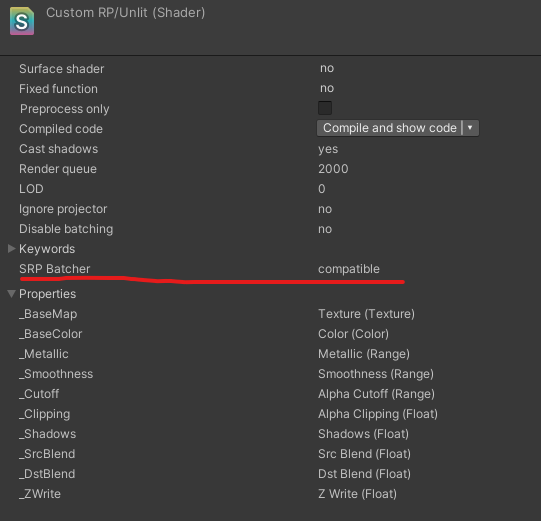 S Custom RP/Unlit (Shader)
Surface shader no
Fixed function no
Preprocess only
Compiled code Compile and show code
Cast shadows yes
Render queue 2000
LOD 0
Ignore projector no
Disable batching no
Keywords
SRP Batcher compatible
Properties
_BaseMap Texture (Texture)
_BaseColor Color (Color)
_Metallic Metallic (Range)
_Smoothness Smoothness (Range)
_Cutoff Alpha Cutoff (Range)
_Clipping Alpha Clipping (Float)
_Shadows Shadows (Float)
_SrcBlend Src Blend (Float)
_DstBlend Dst Blend (Float)
_ZWrite Z Write (Float)